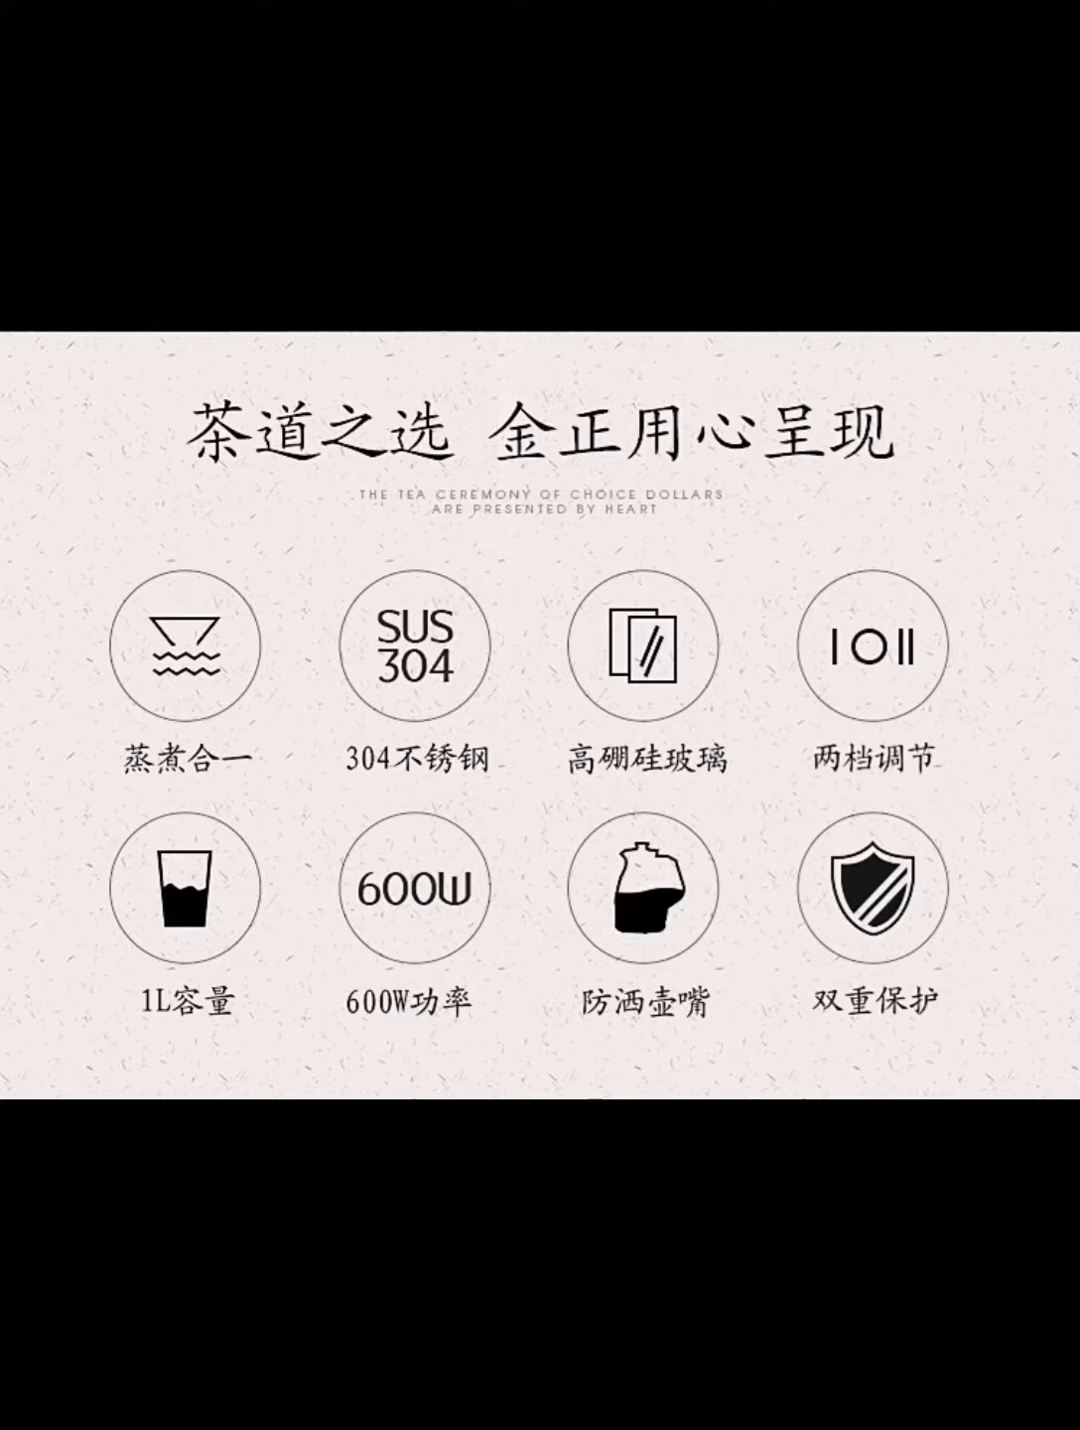 茶道之选 金正用心呈现
THE TEA CEREMONY OF CHOICE DOLLARS
ARE PRESENTED BY HEART
SUS
304
I O II
蒸煮合一
304不锈钢
高硼硅玻璃
两档调节
600W
1L容量
600W功率
防洒壶嘴
双重保护